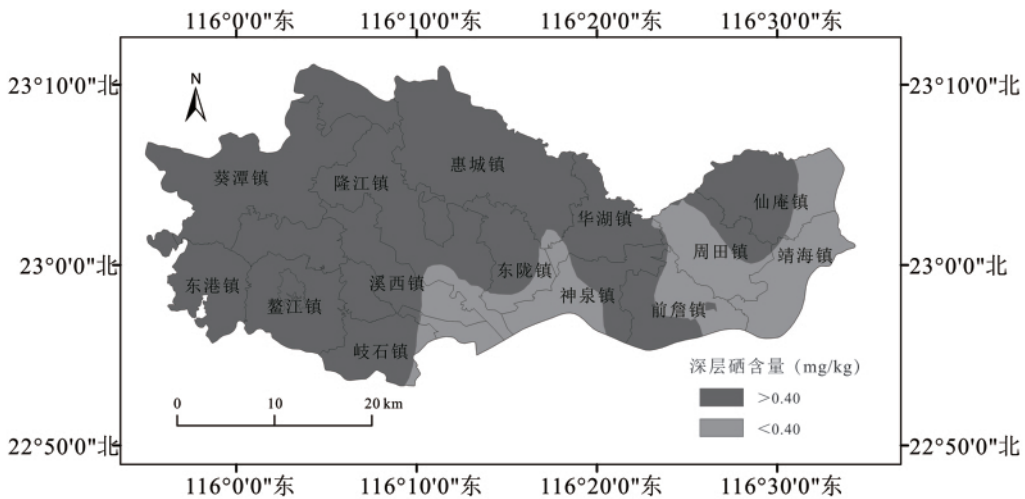 116°0′0″东 116°10′0″东 116°20′0″东 116°30′0″东
23°10′0″北 23°10′0″北
N
惠城镇
葵潭镇 隆江镇
仙庵镇
华湖镇
周田镇 靖海镇
23°0′0″北 23°0′0″北
东陇镇
东港镇 溪西镇
神泉镇
鳌江镇 前詹镇
岐石镇
深层硒含量 (mg/kg)
0 10 20 km
>0.40
<0.40
22°50′0″北 22°50′0″北
116°0′0″东 116°10′0″东 116°20′0″东 116°30′0″东